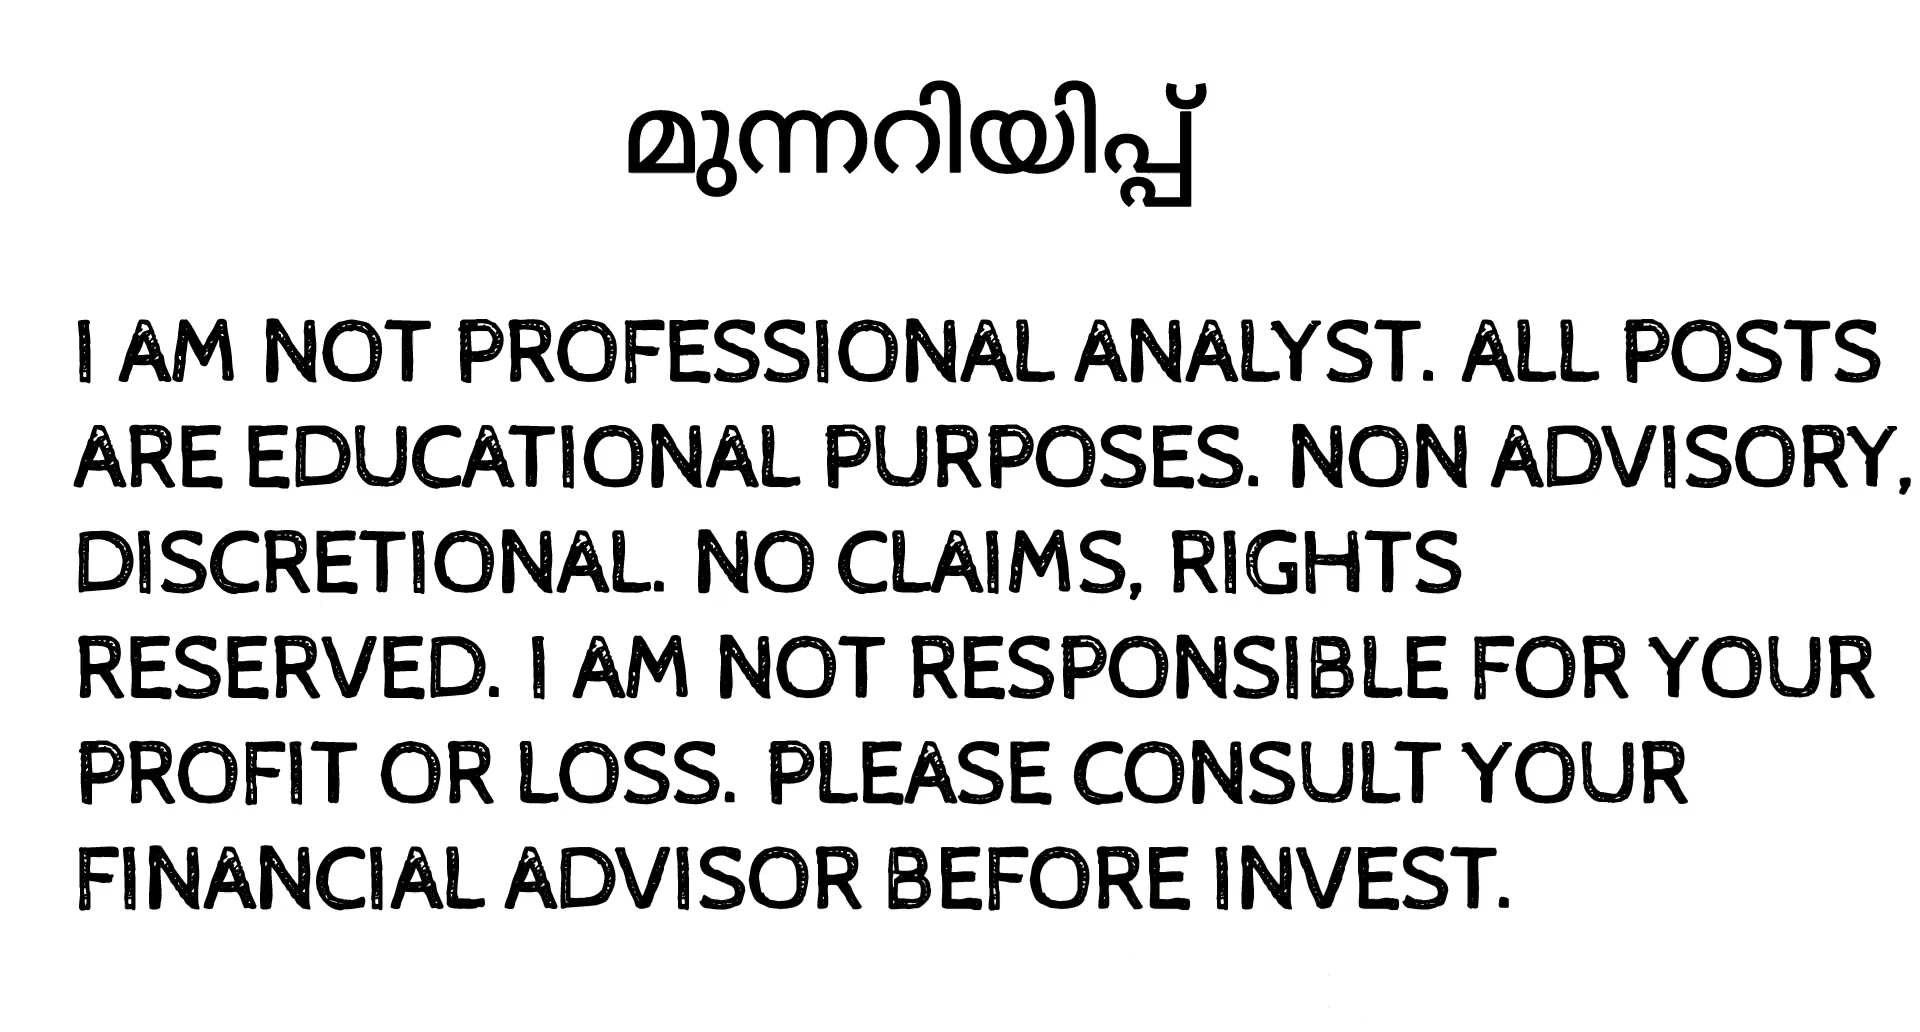 മുന്നറിയിപ്പ്
I AM NOT PROFESSIONAL ANALYST. ALL POSTS
ARE EDUCATIONAL PURPOSES. NON ADVISORY,
DISCRETIONAL. NO CLAIMS, RIGHTS
RESERVED. I AM NOT RESPONSIBLE FOR YOUR
PROFIT OR LOSS. PLEASE CONSULT YOUR
FINANCIAL ADVISOR BEFORE INVEST.